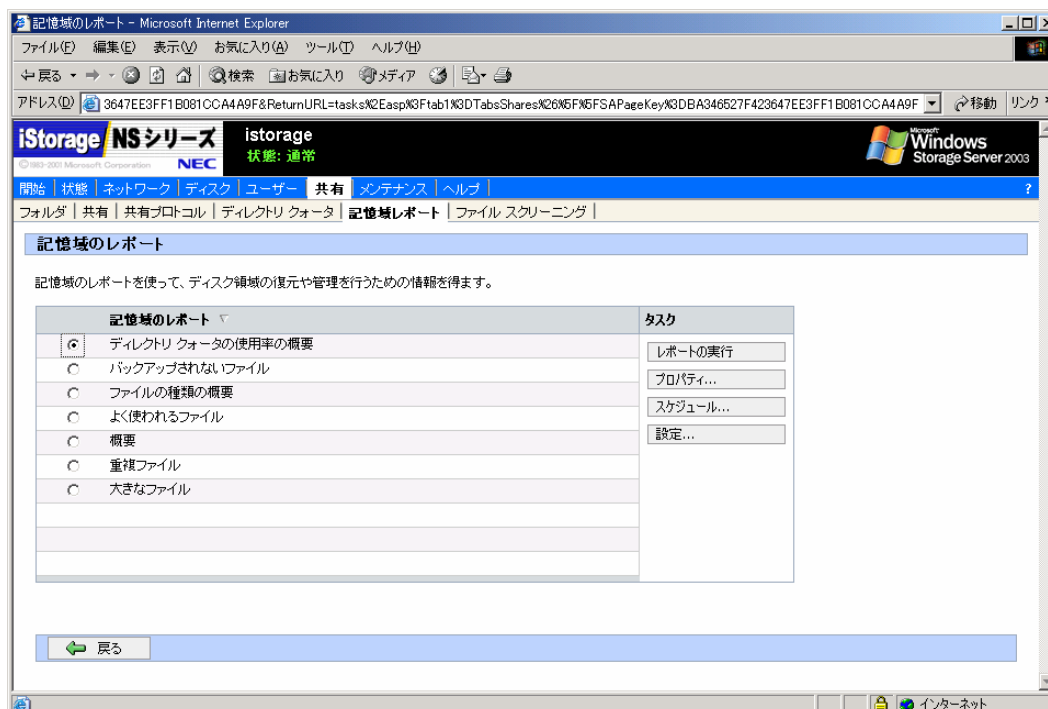 記憶域のレポート - Microsoft Internet Explorer
ファイル(F) 編集(E) 表示(V) お気に入り(A) ツール(T) ヘルプ(H)
戻る 検索 お気に入り メディア
アドレス(D) 3647EE3FF1B081CCA4A9F&ReturnURL=tasks%2Easp%3Ftab1%3DTabsShares%26%5F%5FSAPageKey%3DBA346527F423647EE3FF1B081CCA4A9F 移動 リンク
iStorage NSシリーズ istorage
状態: 通常
©1983-2001 Microsoft Corporation NEC
Microsoft Windows Storage Server 2003
開始 状態 ネットワーク ディスク ユーザー 共有 メンテナンス ヘルプ ?
フォルダ 共有 共有プロトコル ディレクトリ クォータ 記憶域レポート ファイル スクリーニング
記憶域のレポート
記憶域のレポートを使って、ディスク領域の復元や管理を行うための情報を得ます。
記憶域のレポート タスク
ディレクトリ クォータの使用率の概要
バックアップされないファイル
ファイルの種類の概要
よく使われるファイル
概要
重複ファイル
大きなファイル
レポートの実行
プロパティ...
スケジュール...
設定...
戻る
インターネット